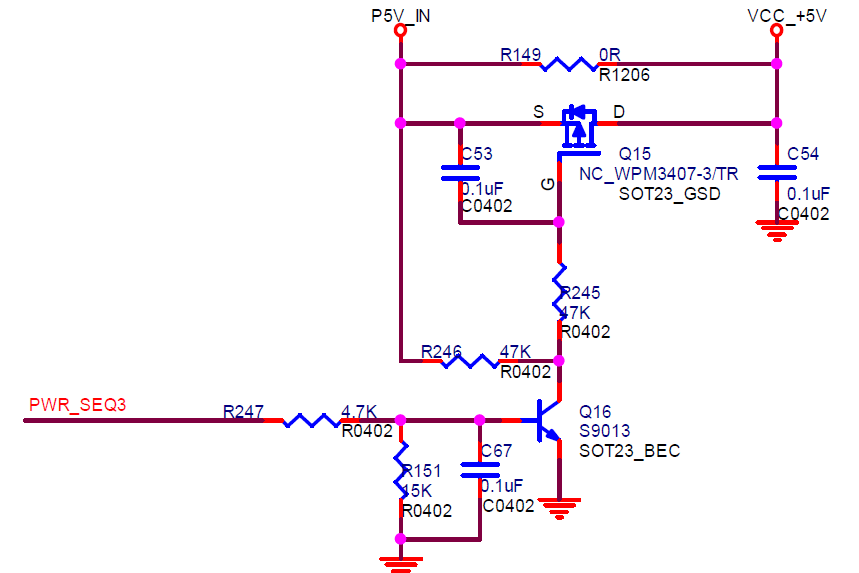 P5V_IN
VCC_+5V
R149
0R
R1206
S
D
C53
0.1uF
C0402
G
Q15
NC_WPM3407-3/TR
SOT23_GSD
C54
0.1uF
C0402
R245
47K
R0402
R246
47K
R0402
PWR_SEQ3
R247
4.7K
R0402
Q16
S9013
SOT23_BEC
R151
15K
R0402
C67
0.1uF
C0402